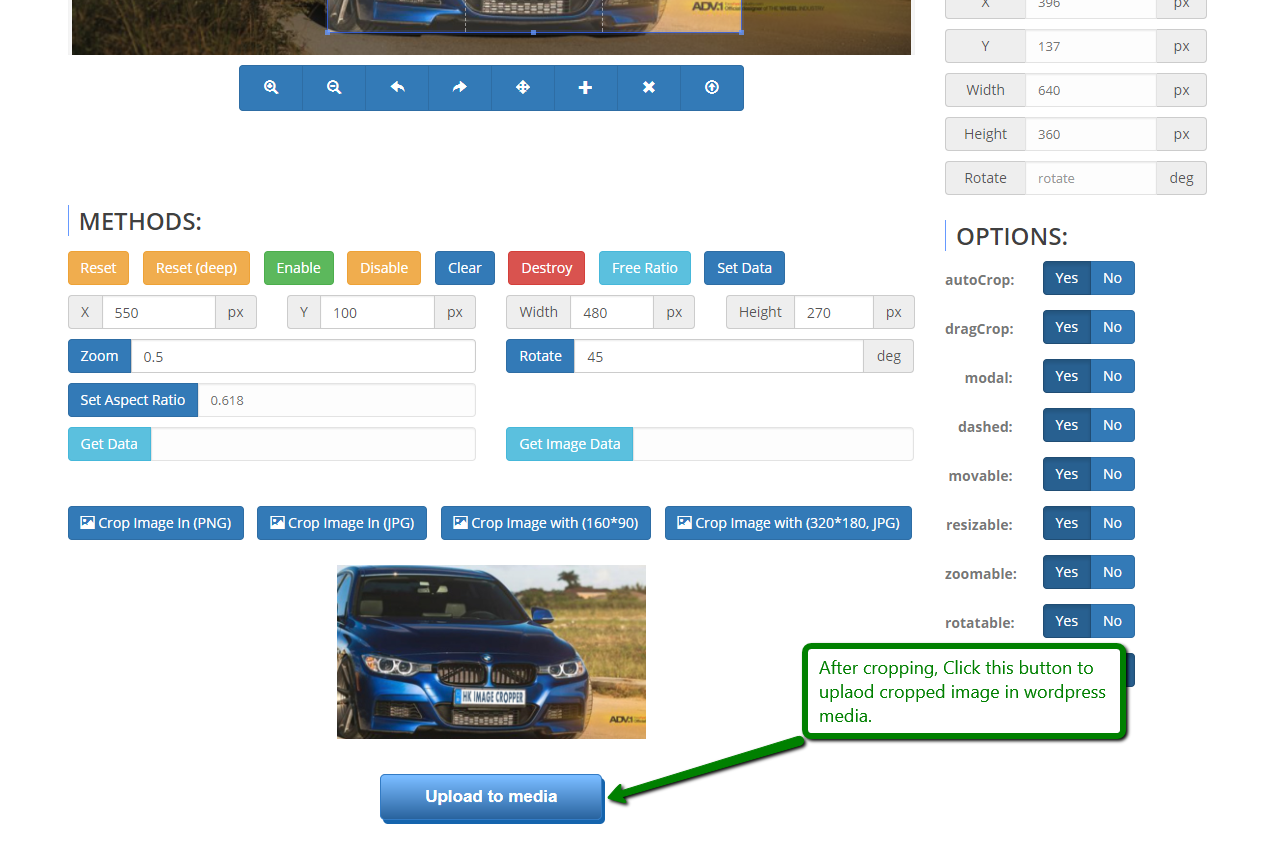 ADV.1
X 396 px
Y 137 px
Width 640 px
Height 360 px
Rotate rotate deg
METHODS:
Reset Reset (deep) Enable Disable Clear Destroy Free Ratio Set Data
X 550 px Y 100 px Width 480 px Height 270 px
Zoom 0.5 Rotate 45 deg
Set Aspect Ratio 0.618
Get Data Get Image Data
Crop Image In (PNG) Crop Image In (JPG) Crop Image with (160*90) Crop Image with (320*180, JPG)
HK IMAGE CROPPER
ADV.1
Upload to media
OPTIONS:
autoCrop: Yes No
dragCrop: Yes No
modal: Yes No
dashed: Yes No
movable: Yes No
resizable: Yes No
zoomable: Yes No
rotatable: Yes No
After cropping, Click this button to
uplaod cropped image in wordpress
media.